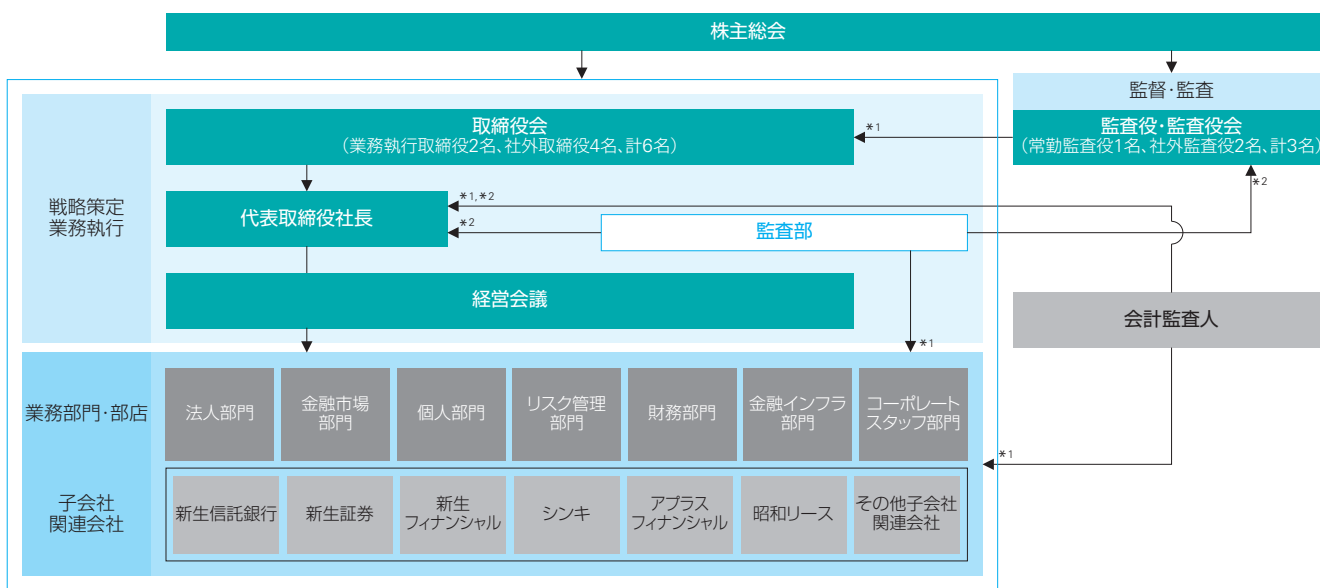 株主総会
監督・監査
取締役会
(業務執行取締役2名、社外取締役4名、計6名)
*1
監査役・監査役会
(常勤監査役1名、社外監査役2名、計3名)
*2
戦略策定
業務執行
代表取締役社長
*1,*2
*2
監査部
経営会議
会計監査人
*1
業務部門・部店
法人部門
金融市場
部門
個人部門
リスク管理
部門
財務部門
金融インフラ
部門
コーポレート
スタッフ部門
*1
子会社
関連会社
新生信託銀行
新生証券
新生
フィナンシャル
シンキ
アプラス
フィナンシャル
昭和リース
その他子会社
関連会社